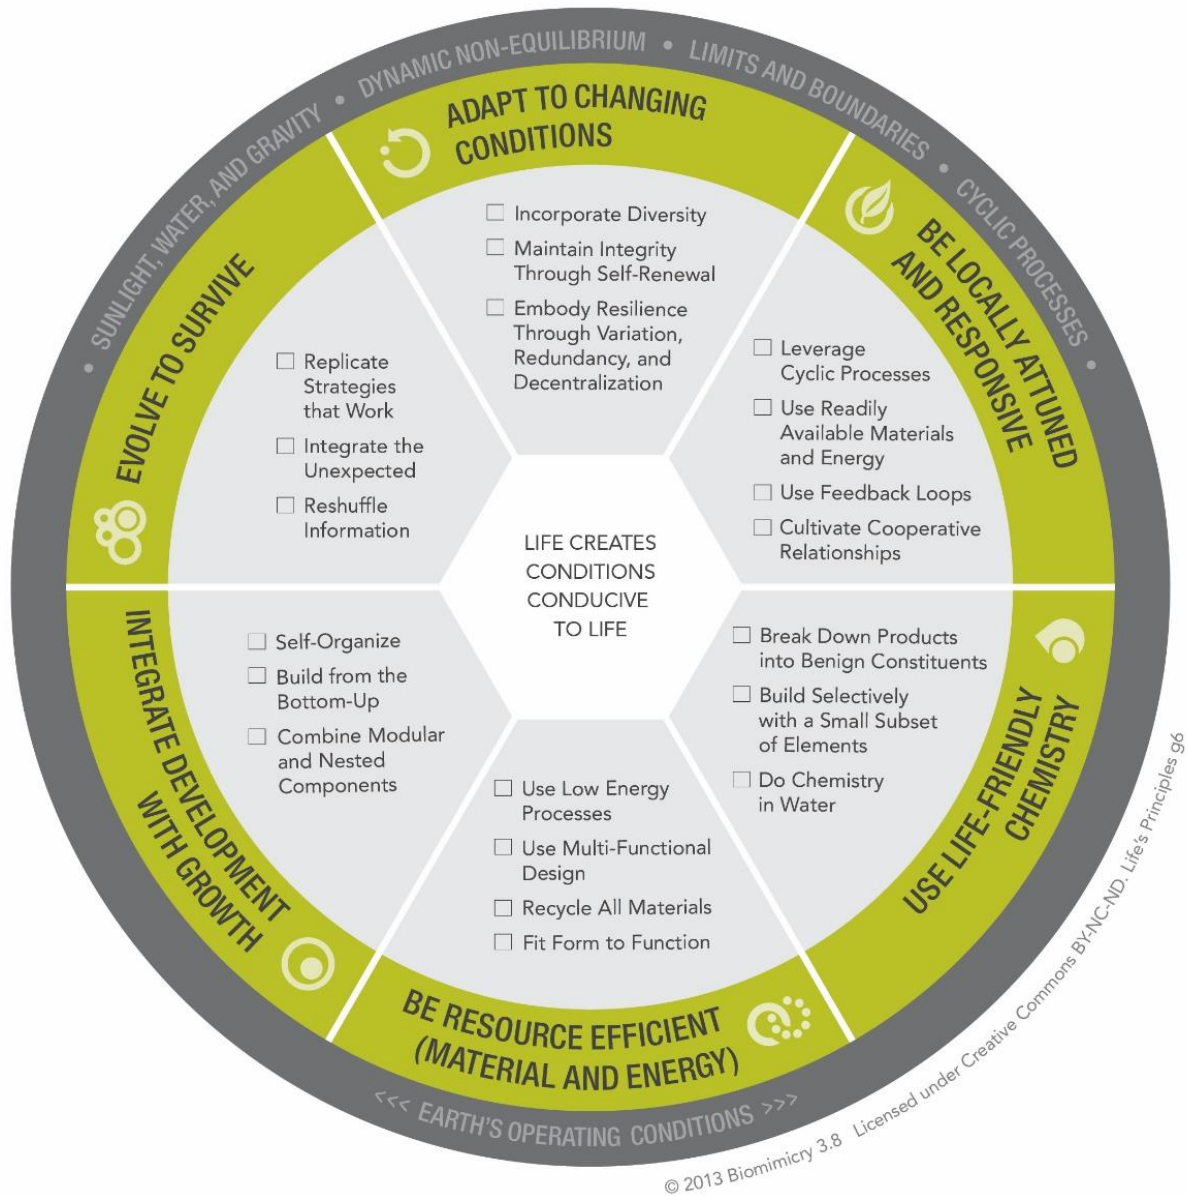 • SUNLIGHT, WATER, AND GRAVITY • DYNAMIC NON-EQUILIBRIUM • LIMITS AND BOUNDARIES • CYCLIC PROCESSES •
ADAPT TO CHANGING
CONDITIONS
Incorporate Diversity
Maintain Integrity
Through Self-Renewal
Embody Resilience
Through Variation,
Redundancy, and
Decentralization
BE LOCALLY ATTUNED
AND RESPONSIVE
Leverage
Cyclic Processes
Use Readily
Available Materials
and Energy
Use Feedback Loops
Cultivate Cooperative
Relationships
USE LIFE-FRIENDLY
CHEMISTRY
Break Down Products
into Benign Constituents
Build Selectively
with a Small Subset
of Elements
Do Chemistry
in Water
BE RESOURCE EFFICIENT
(MATERIAL AND ENERGY)
Use Low Energy
Processes
Use Multi-Functional
Design
Recycle All Materials
Fit Form to Function
INTEGRATE DEVELOPMENT
WITH GROWTH
Self-Organize
Build from the
Bottom-Up
Combine Modular
and Nested
Components
EVOLVE TO SURVIVE
Replicate
Strategies
that Work
Integrate the
Unexpected
Reshuffle
Information
LIFE CREATES
CONDITIONS
CONDUCIVE
TO LIFE
<<< EARTH'S OPERATING CONDITIONS >>>
© 2013 Biomimicry 3.8 Licensed under Creative Commons BY-NC-ND. Life's Principles g6